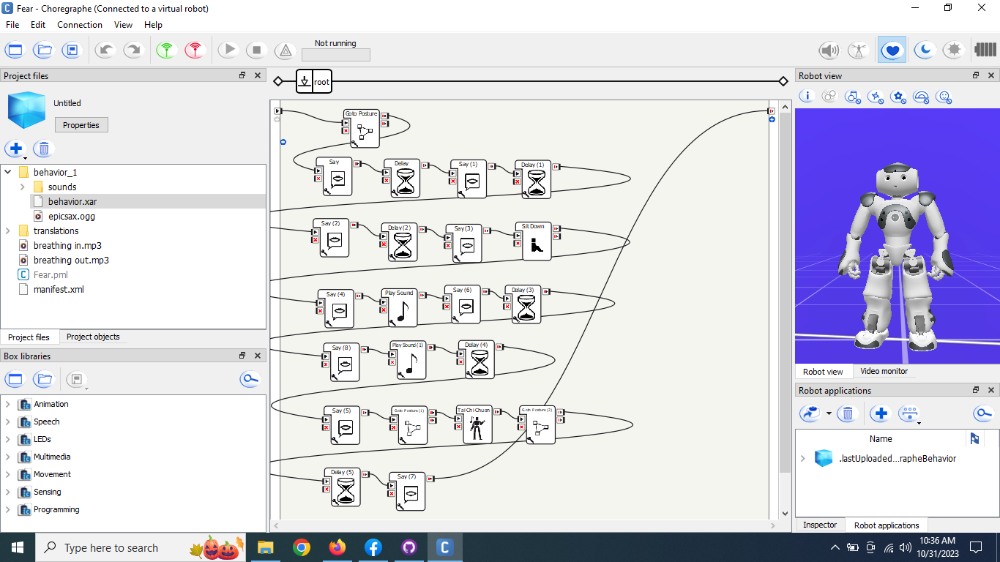 Fear - Choregraphe (Connected to a virtual robot)
File Edit Connection View Help
Not running
Project files
Untitled
Properties
behavior_1
sounds
behavior.xar
epicsax.ogg
translations
breathing in.mp3
breathing out.mp3
Fear.pml
manifest.xml
Project files Project objects
Box libraries
Animation
Speech
LEDs
Multimedia
Movement
Sensing
Programming
root
Goto Posture
Say Delay Say (1) Delay (1)
Say (2) Delay (2) Say (3) Sit Down
Say (4) Play Sound Say (6) Delay (3)
Say (8) Play Sound (1) Delay (4)
Say (5) Goto Posture (1) Tai Chi Chuan Goto Posture (2)
Delay (5) Say (7)
Robot view
Robot view Video monitor
Robot applications
Name
.lastUploaded...rapheBehavior
Inspector Robot applications
Type here to search
10:36 AM
10/31/2023